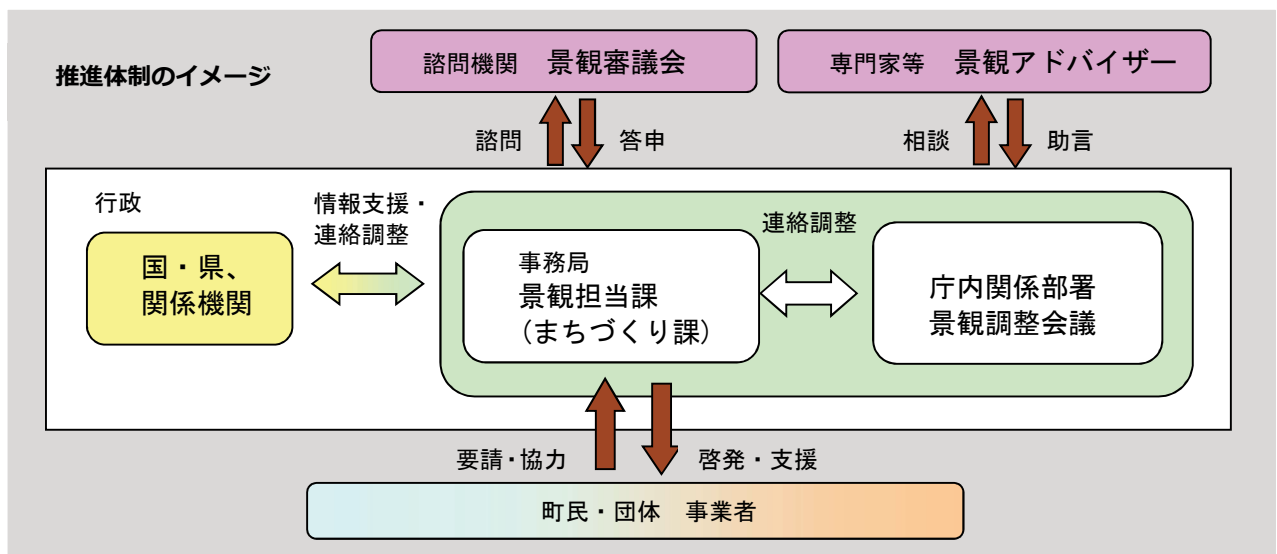 推進体制のイメージ
諮問機関　景観審議会
専門家等　景観アドバイザー
諮問
答申
相談
助言
行政
国・県、
関係機関
情報支援・
連絡調整
事務局
景観担当課
(まちづくり課)
連絡調整
庁内関係部署
景観調整会議
要請・協力
啓発・支援
町民・団体　事業者